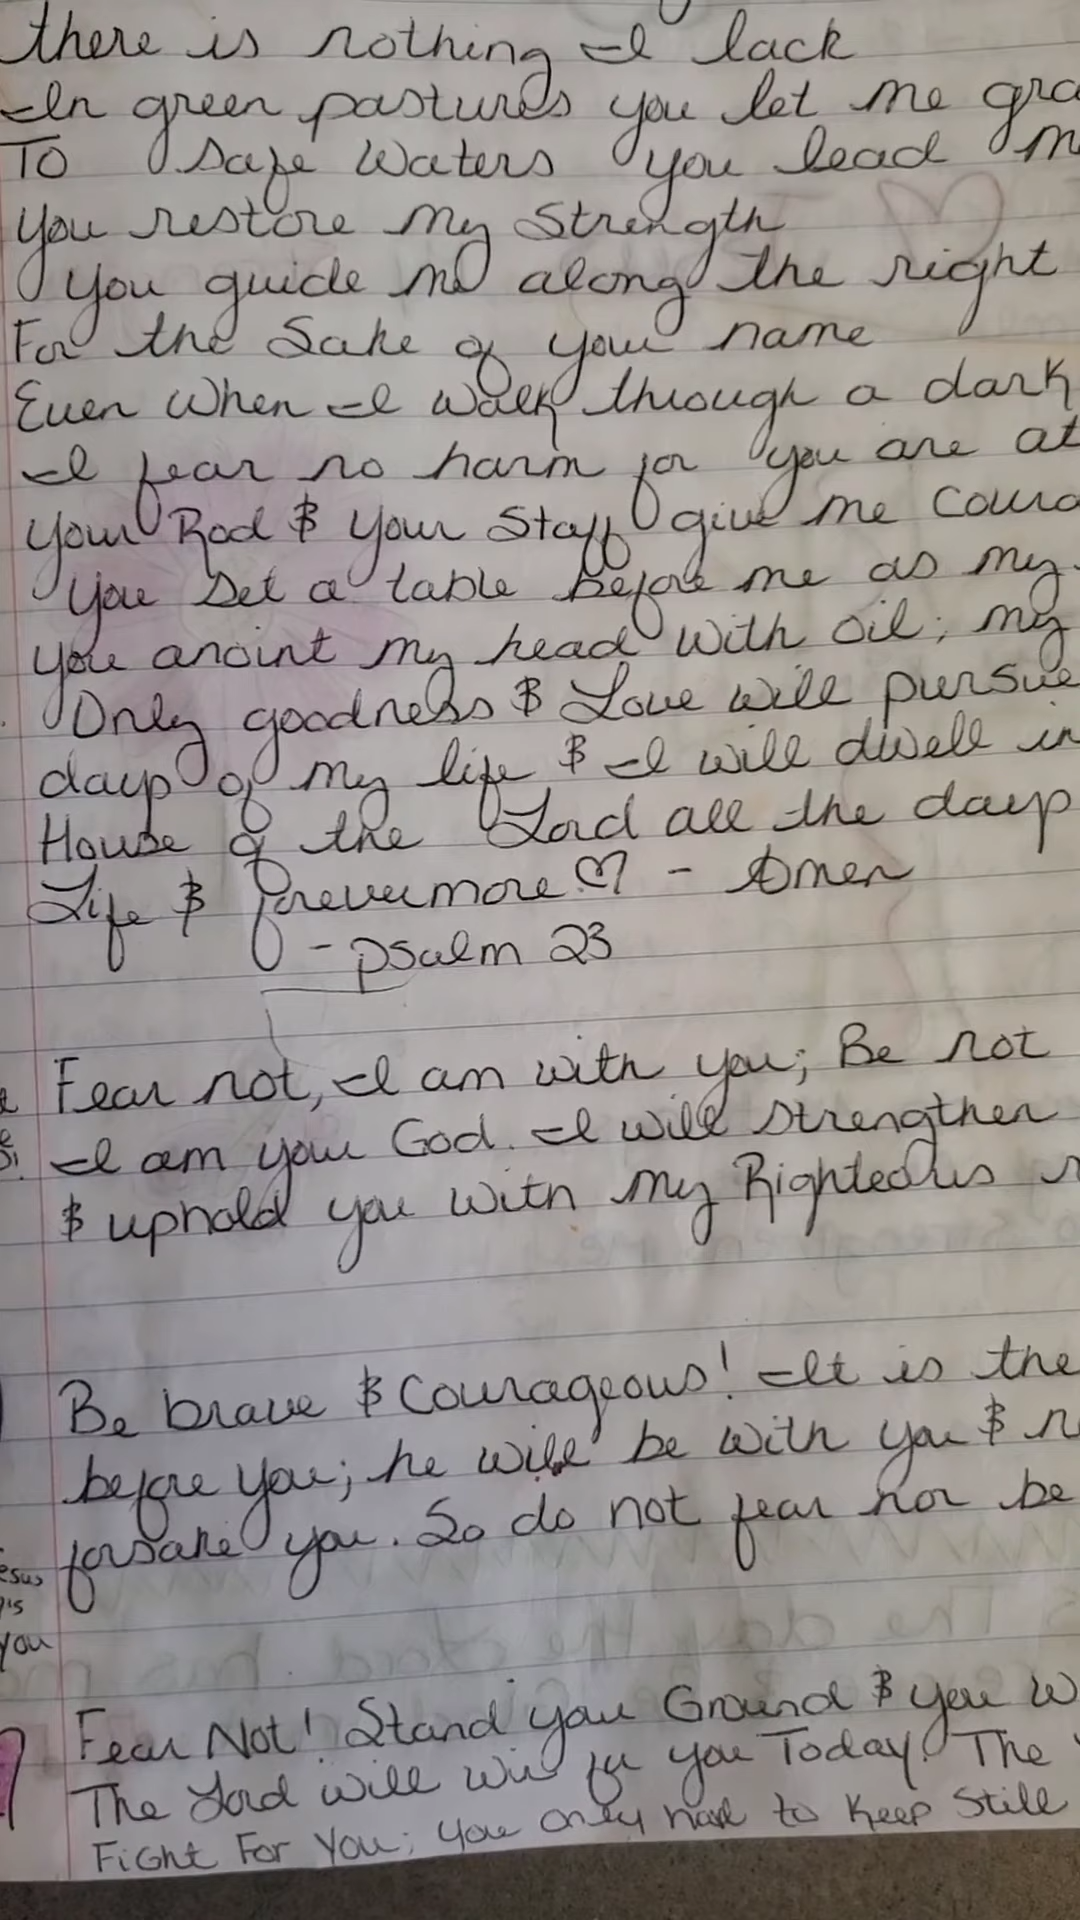 there is nothing I lack
In green pastures you let me gra
To safe waters you lead m
you restore my strength
you guide me along the right
For the Sake of your name
Even when I walk through a dark
I fear no harm for you are at
your Rod & your Staff give me coura
you set a table before me as my
you anoint my head with oil; my
Only goodness & Love will pursue
days of my life & I will dwell in
House of the Lord all the days
Life & forevermore ♡ - Amen
- psalm 23
Fear not, I am with you; Be not
I am your God. I will strengthen
& uphold you with my Righteous r
Be brave & Courageous! It is the
before you; he will be with you & n
forsake you. So do not fear nor be
esus
is
you
Fear Not! Stand your Ground & you w
The Lord will win for you Today. The
Fight For You; you only have to Keep Still